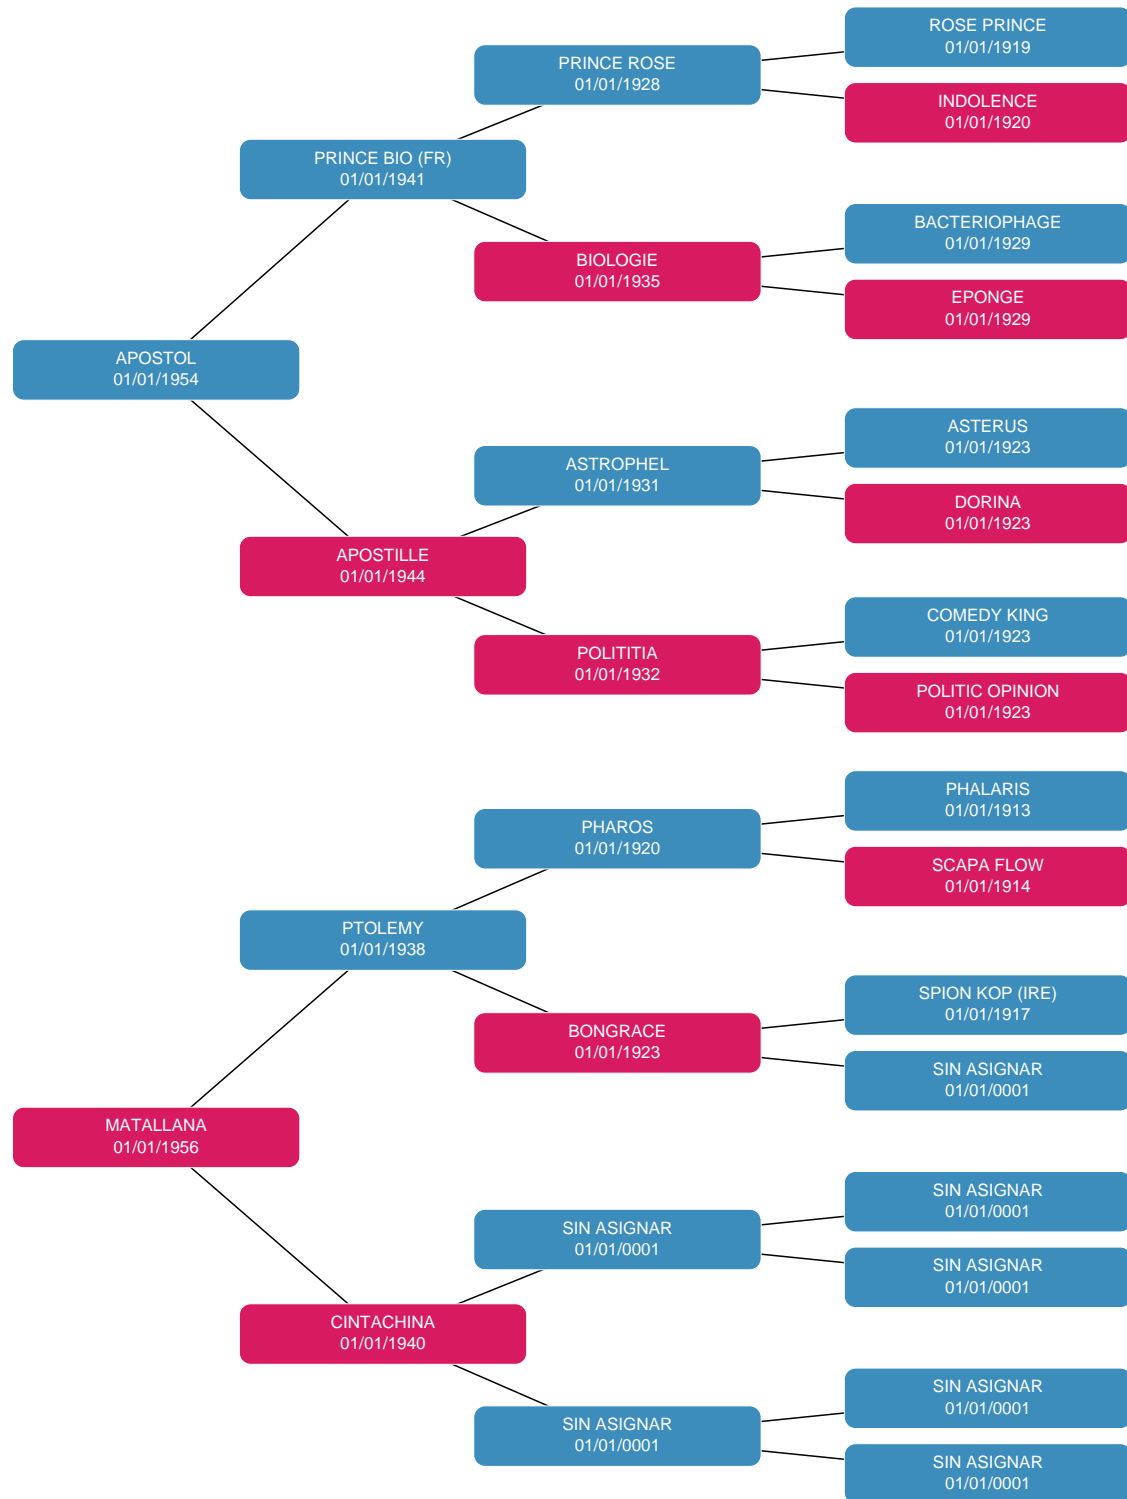 ROSE PRINCE
01/01/1919
PRINCE ROSE
01/01/1928
INDOLENCE
01/01/1920
PRINCE BIO (FR)
01/01/1941
BACTERIOPHAGE
01/01/1929
BIOLOGIE
01/01/1935
EPONGE
01/01/1929
APOSTOL
01/01/1954
ASTERUS
01/01/1923
ASTROPHEL
01/01/1931
DORINA
01/01/1923
APOSTILLE
01/01/1944
COMEDY KING
01/01/1923
POLITITIA
01/01/1932
POLITIC OPINION
01/01/1923
PHALARIS
01/01/1913
PHAROS
01/01/1920
SCAPA FLOW
01/01/1914
PTOLEMY
01/01/1938
SPION KOP (IRE)
01/01/1917
BONGRACE
01/01/1923
SIN ASIGNAR
01/01/0001
MATALLANA
01/01/1956
SIN ASIGNAR
01/01/0001
SIN ASIGNAR
01/01/0001
SIN ASIGNAR
01/01/0001
CINTACHINA
01/01/1940
SIN ASIGNAR
01/01/0001
SIN ASIGNAR
01/01/0001
SIN ASIGNAR
01/01/0001